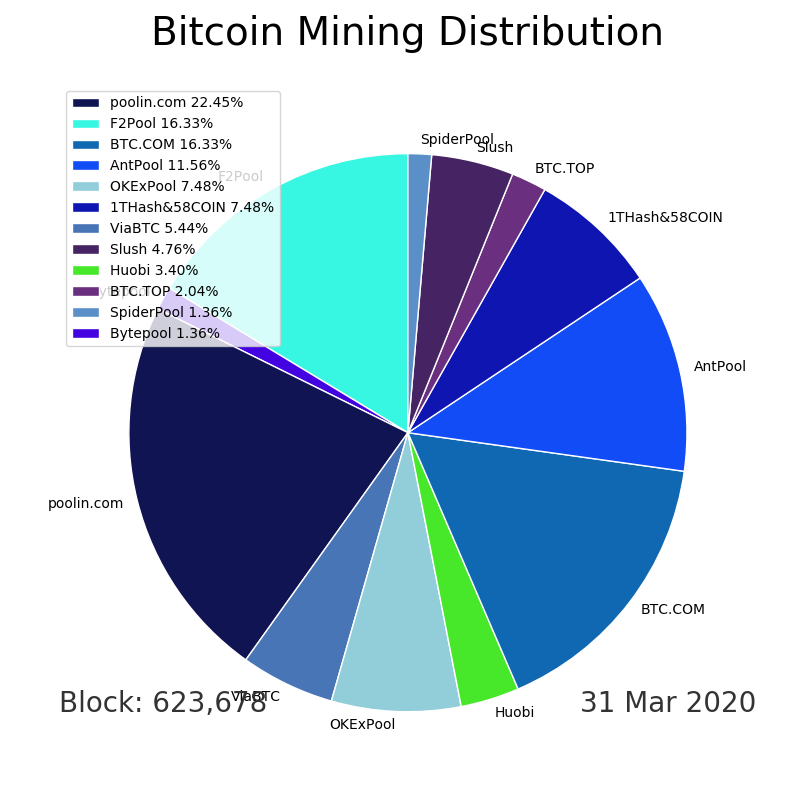 Bitcoin Mining Distribution
poolin.com 22.45%
F2Pool 16.33%
BTC.COM 16.33%
AntPool 11.56%
OKExPool 7.48%
1THash&58COIN 7.48%
ViaBTC 5.44%
Slush 4.76%
Huobi 3.40%
BTC.TOP 2.04%
SpiderPool 1.36%
Bytepool 1.36%
SpiderPool
Slush
BTC.TOP
F2Pool
1THash&58COIN
Bytepool
AntPool
poolin.com
BTC.COM
ViaBTC
Block: 623,678
31 Mar 2020
Huobi
OKExPool